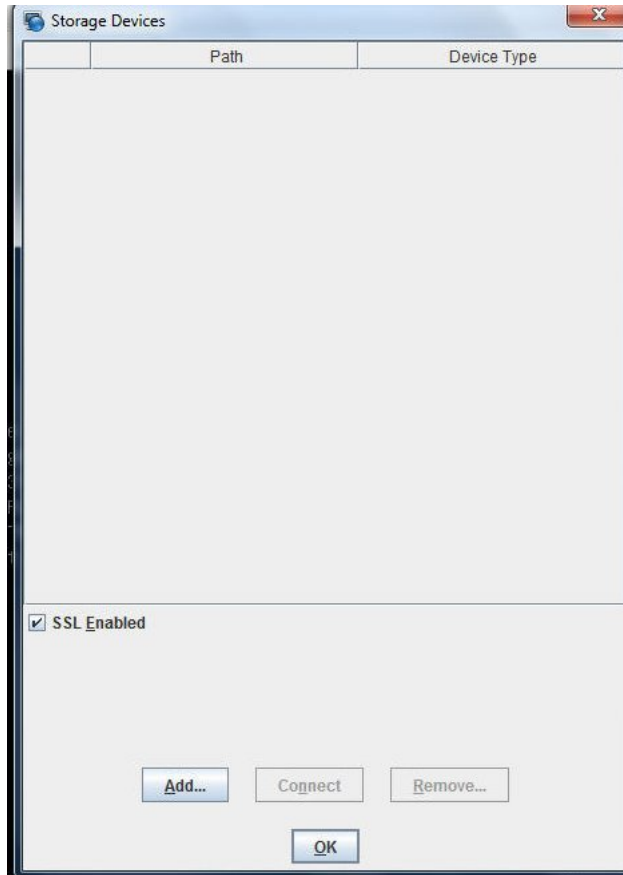 Storage Devices
Path Device Type
SSL Enabled
Add... Connect Remove...
OK